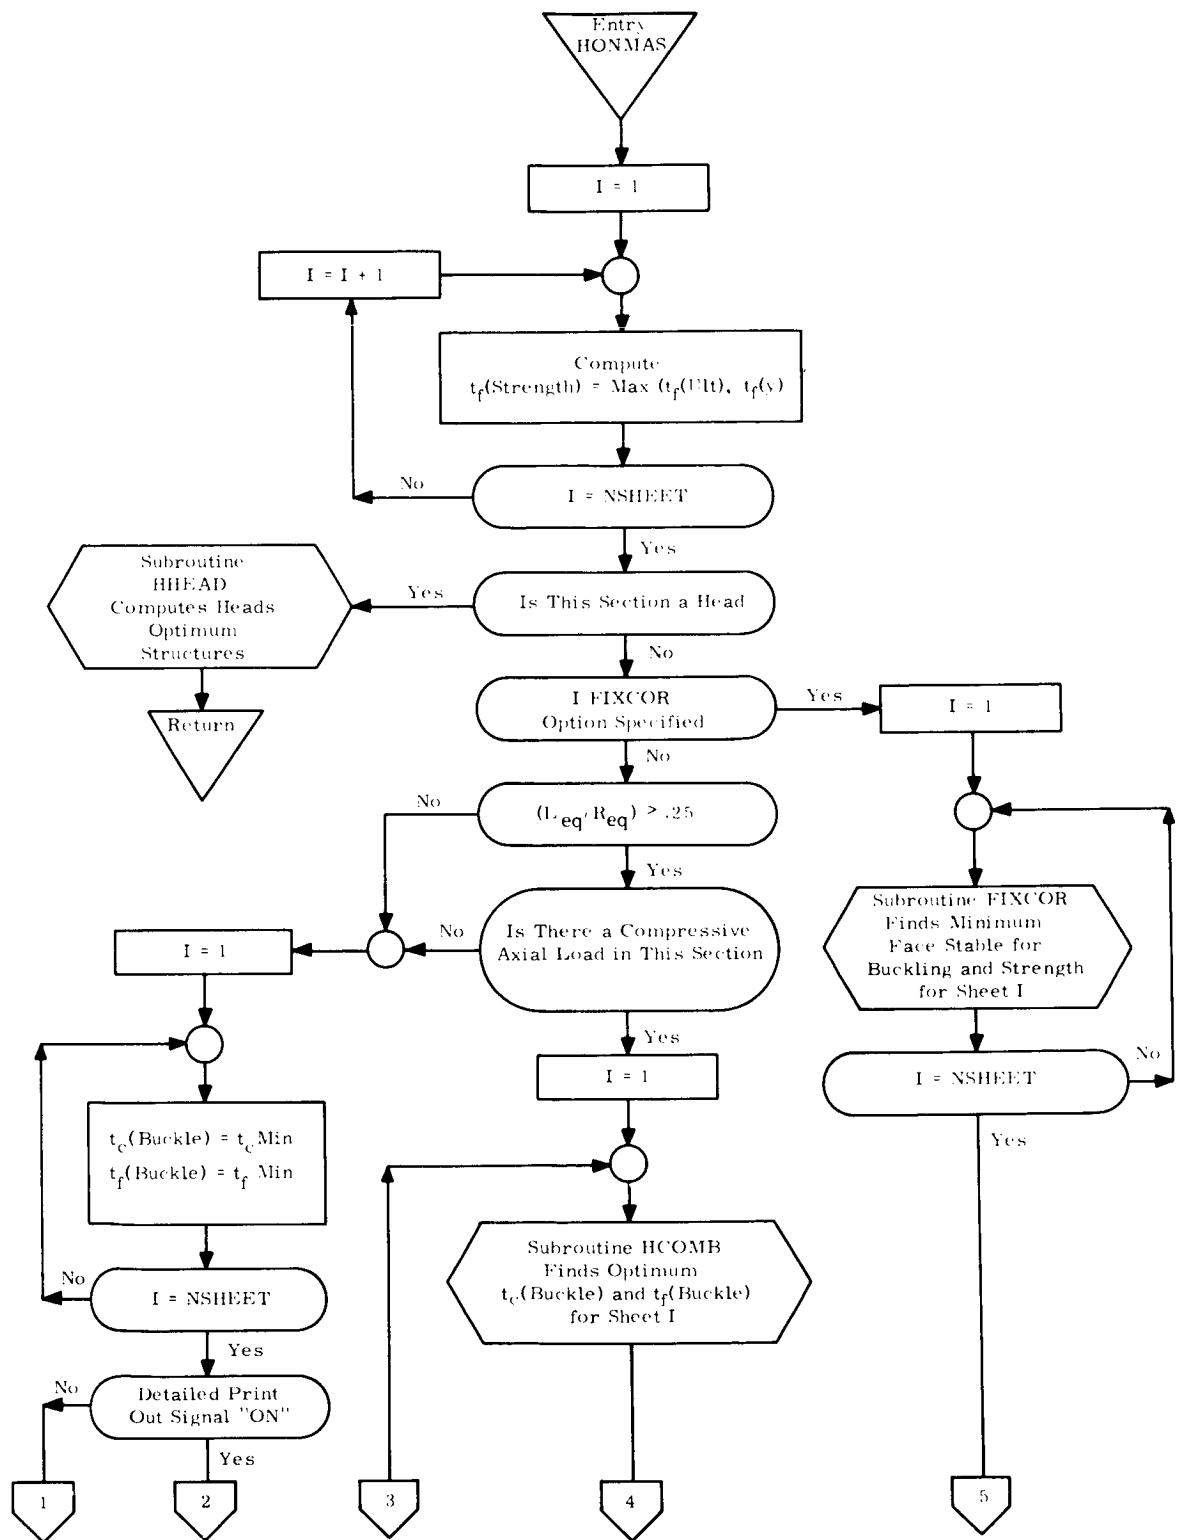 Entry
HONMAS
I = 1
I = I + 1
Compute
t_f(Strength) = Max (t_f(Ult), t_f(y)
No
I = NSHEET
Yes
Subroutine
HHEAD
Computes Heads
Optimum
Structures
Yes
Is This Section a Head
No
Return
I FIXCOR
Option Specified
Yes
I = 1
No
No
(L_eq/R_eq) > .25
Yes
Subroutine FIXCOR
Finds Minimum
Face Stable for
Buckling and Strength
for Sheet I
I = 1
No
Is There a Compressive
Axial Load in This Section
Yes
I = NSHEET
No
Yes
I = 1
t_c(Buckle) = t_c Min
t_f(Buckle) = t_f Min
Subroutine HCOMB
Finds Optimum
t_c(Buckle) and t_f(Buckle)
for Sheet I
No
I = NSHEET
Yes
No
Detailed Print
Out Signal "ON"
Yes
1
2
3
4
5